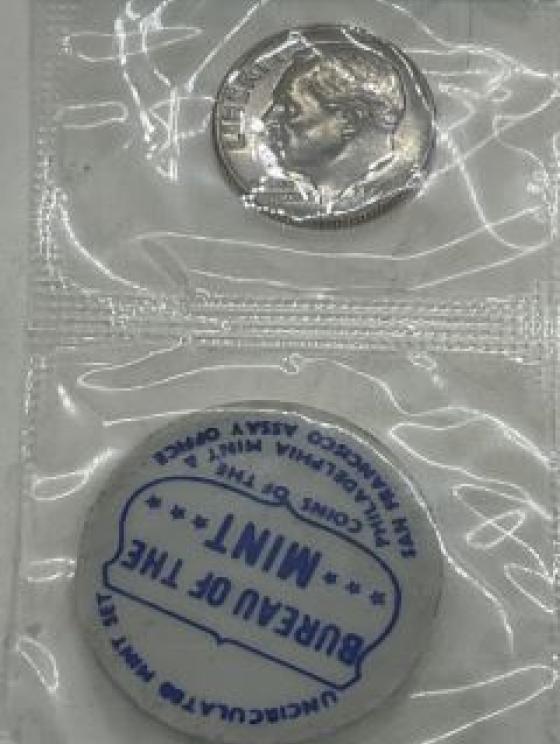 LIBERTY
UNCIRCULATED MINT SET
BUREAU OF THE
MINT
COINS OF THE
PHILADELPHIA MINT &
SAN FRANCISCO ASSAY OFFICE